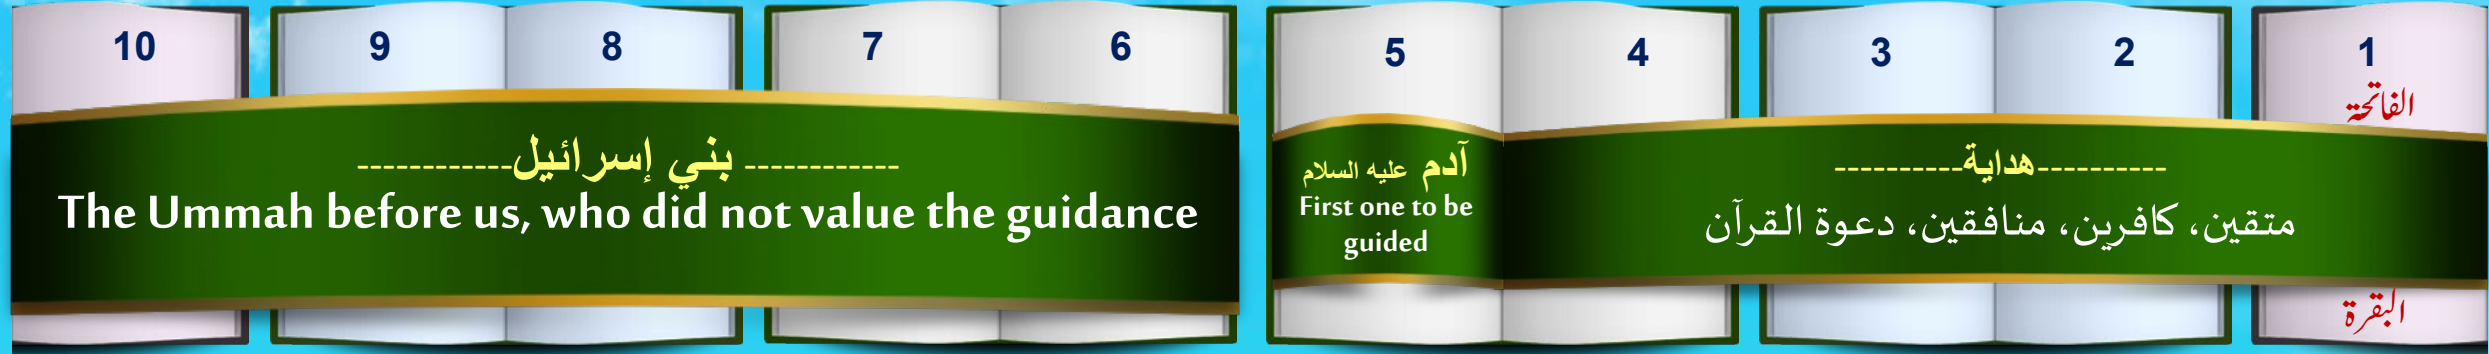 1 2 3 4 5 6 7 8 9 10
الفاتحة
----------هداية----------
متقين، كافرين، منافقين، دعوة القرآن
البقرة
آدم عليه السلام
First one to be
guided
------------ بني إسرائيل------------
The Ummah before us, who did not value the guidance